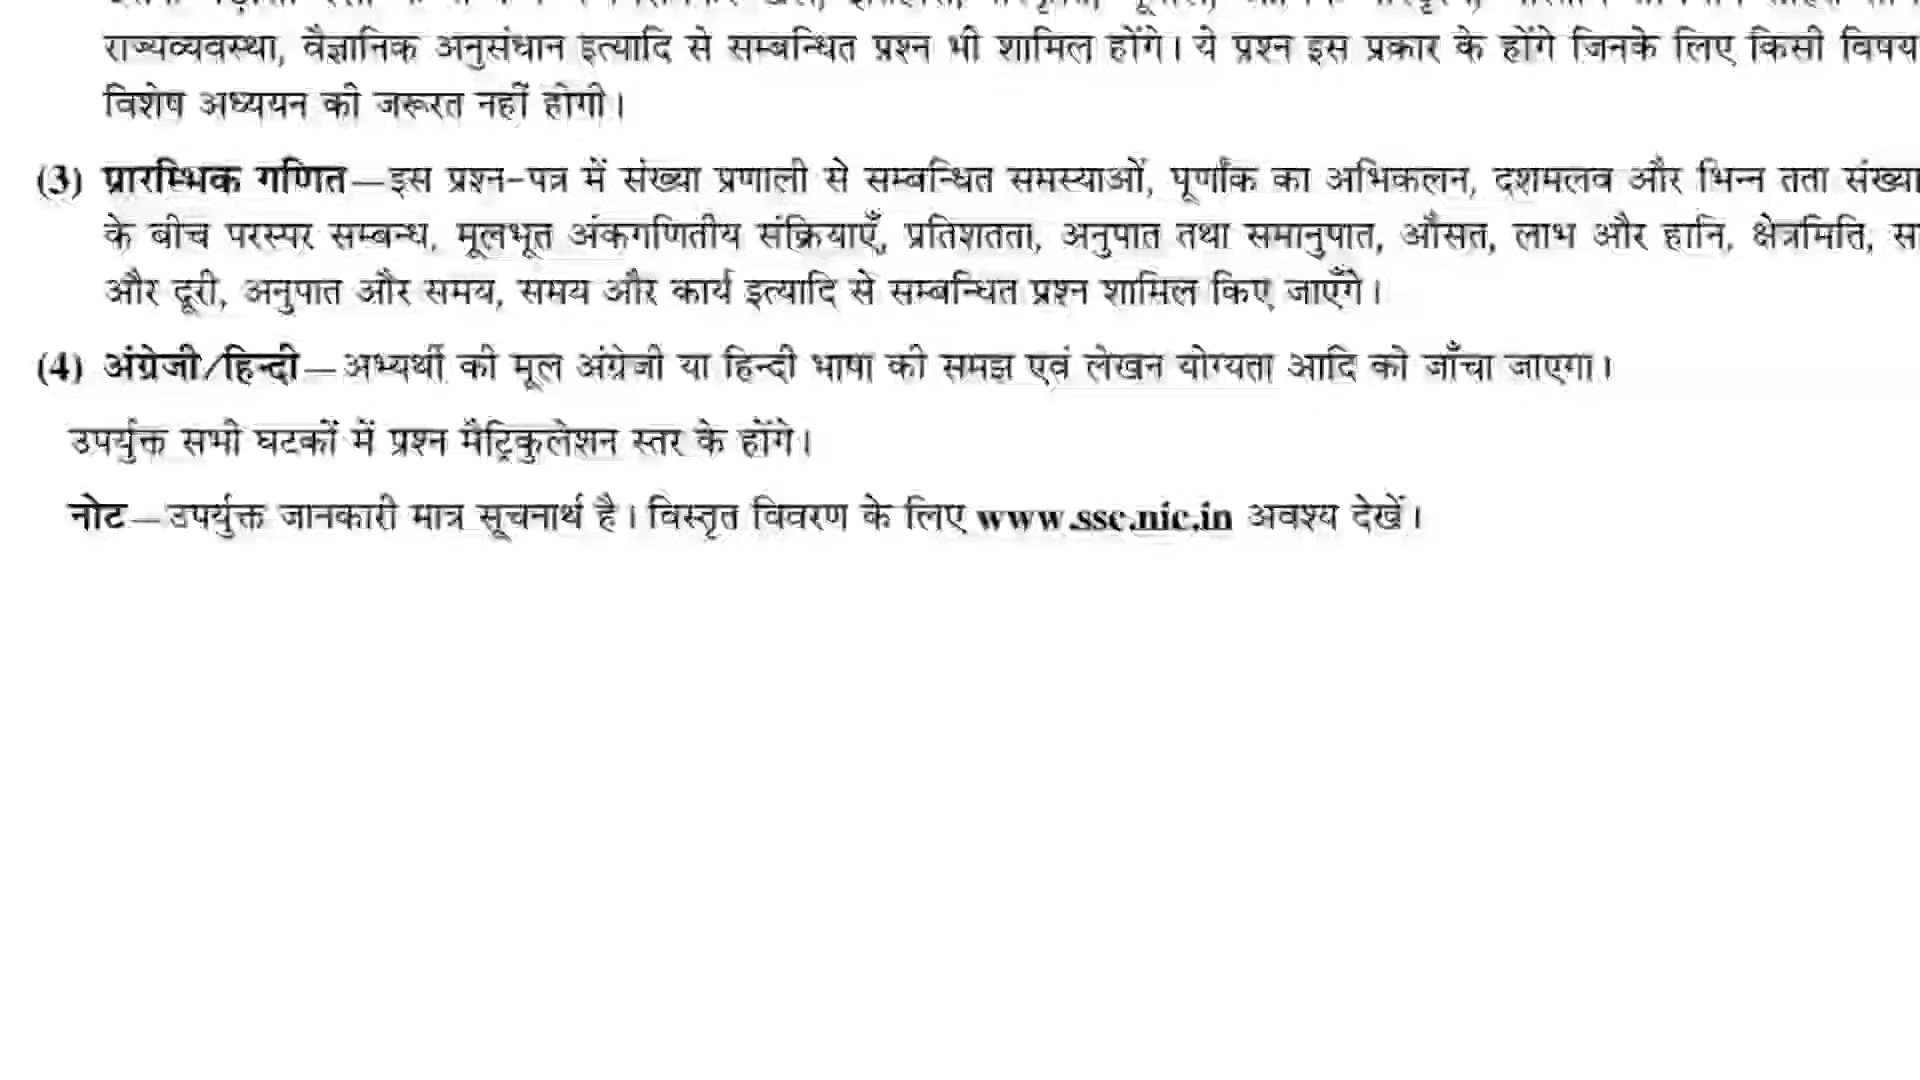 राज्यव्यवस्था, वैज्ञानिक अनुसंधान इत्यादि से सम्बन्धित प्रश्न भी शामिल होंगे। ये प्रश्न इस प्रकार के होंगे जिनके लिए किसी विषय
विशेष अध्ययन की जरूरत नहीं होगी।
(3) प्रारम्भिक गणित—इस प्रश्न-पत्र में संख्या प्रणाली से सम्बन्धित समस्याओं, पूर्णांक का अभिकलन, दशमलव और भिन्न तता संख्या
के बीच परस्पर सम्बन्ध, मूलभूत अंकगणितीय संक्रियाएँ, प्रतिशतता, अनुपात तथा समानुपात, औसत, लाभ और हानि, क्षेत्रमिति, स
और दूरी, अनुपात और समय, समय और कार्य इत्यादि से सम्बन्धित प्रश्न शामिल किए जाएँगे।
(4) अंग्रेजी/हिन्दी—अभ्यर्थी की मूल अंग्रेजी या हिन्दी भाषा की समझ एवं लेखन योग्यता आदि को जाँचा जाएगा।
उपर्युक्त सभी घटकों में प्रश्न मैट्रिकुलेशन स्तर के होंगे।
नोट—उपर्युक्त जानकारी मात्र सूचनार्थ है। विस्तृत विवरण के लिए www.ssc.nic.in अवश्य देखें।